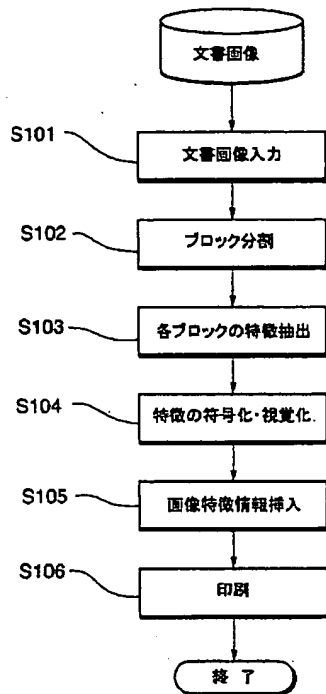 文書画像
S101
文書画像入力
S102
ブロック分割
S103
各ブロックの特徴抽出
S104
特徴の符号化・視覚化.
S105
画像特徴情報挿入
S106
印刷
終 了